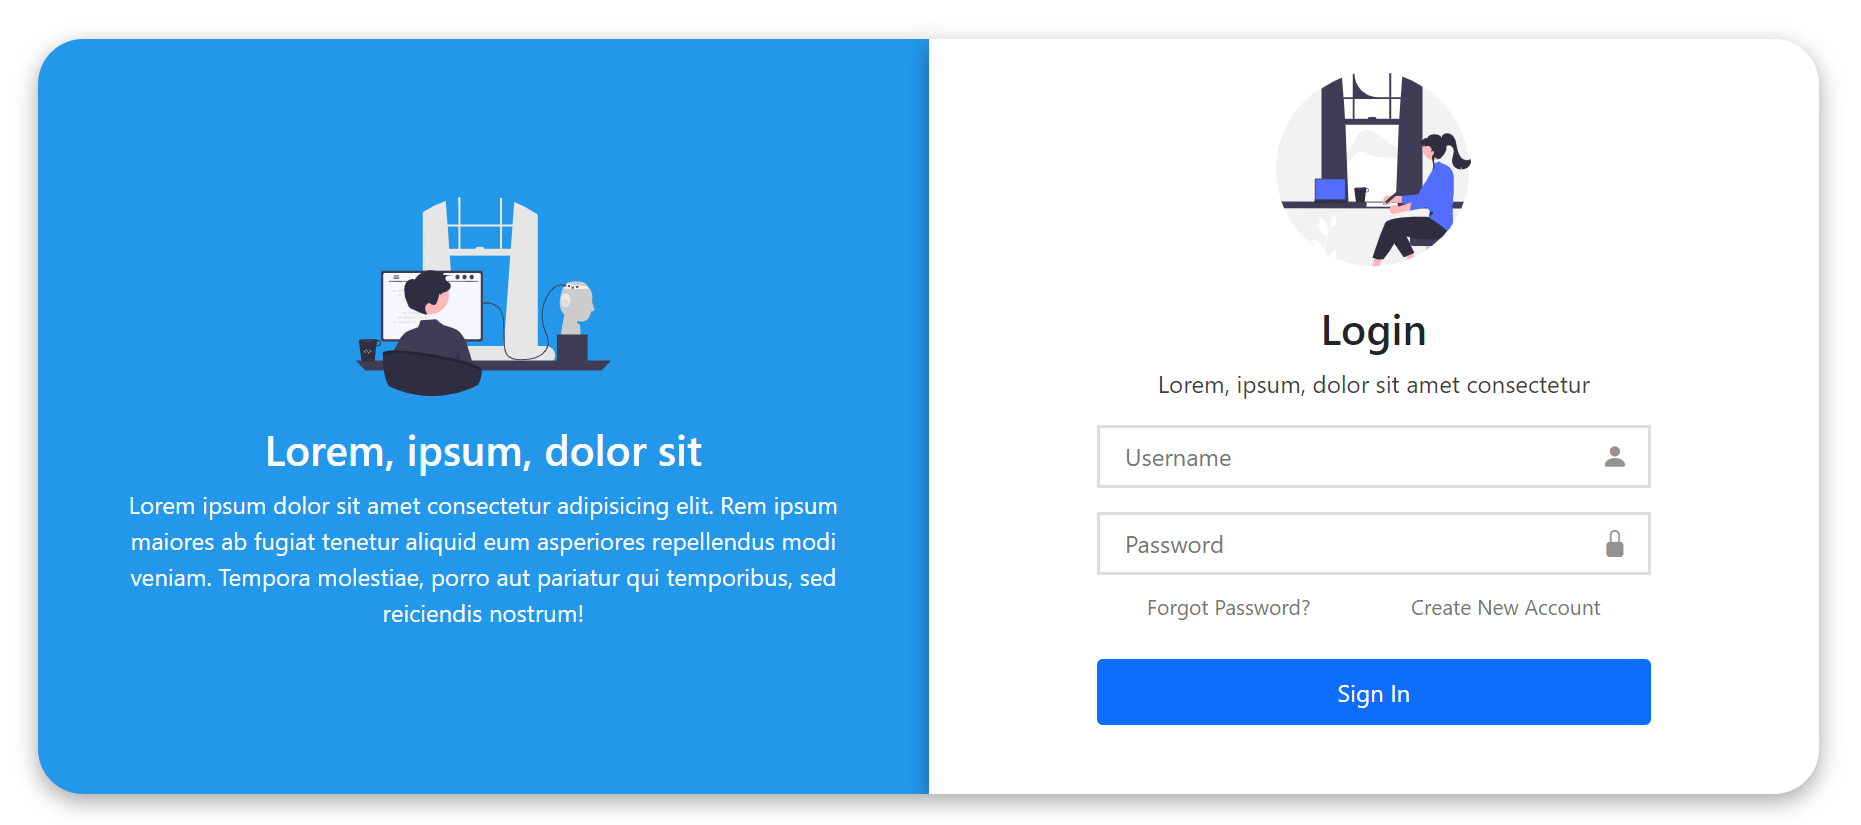 Lorem, ipsum, dolor sit
Lorem ipsum dolor sit amet consectetur adipisicing elit. Rem ipsum
maiores ab fugiat tenetur aliquid eum asperiores repellendus modi
veniam. Tempora molestiae, porro aut pariatur qui temporibus, sed
reiciendis nostrum!
Login
Lorem, ipsum, dolor sit amet consectetur
Username
Password
Forgot Password? Create New Account
Sign In